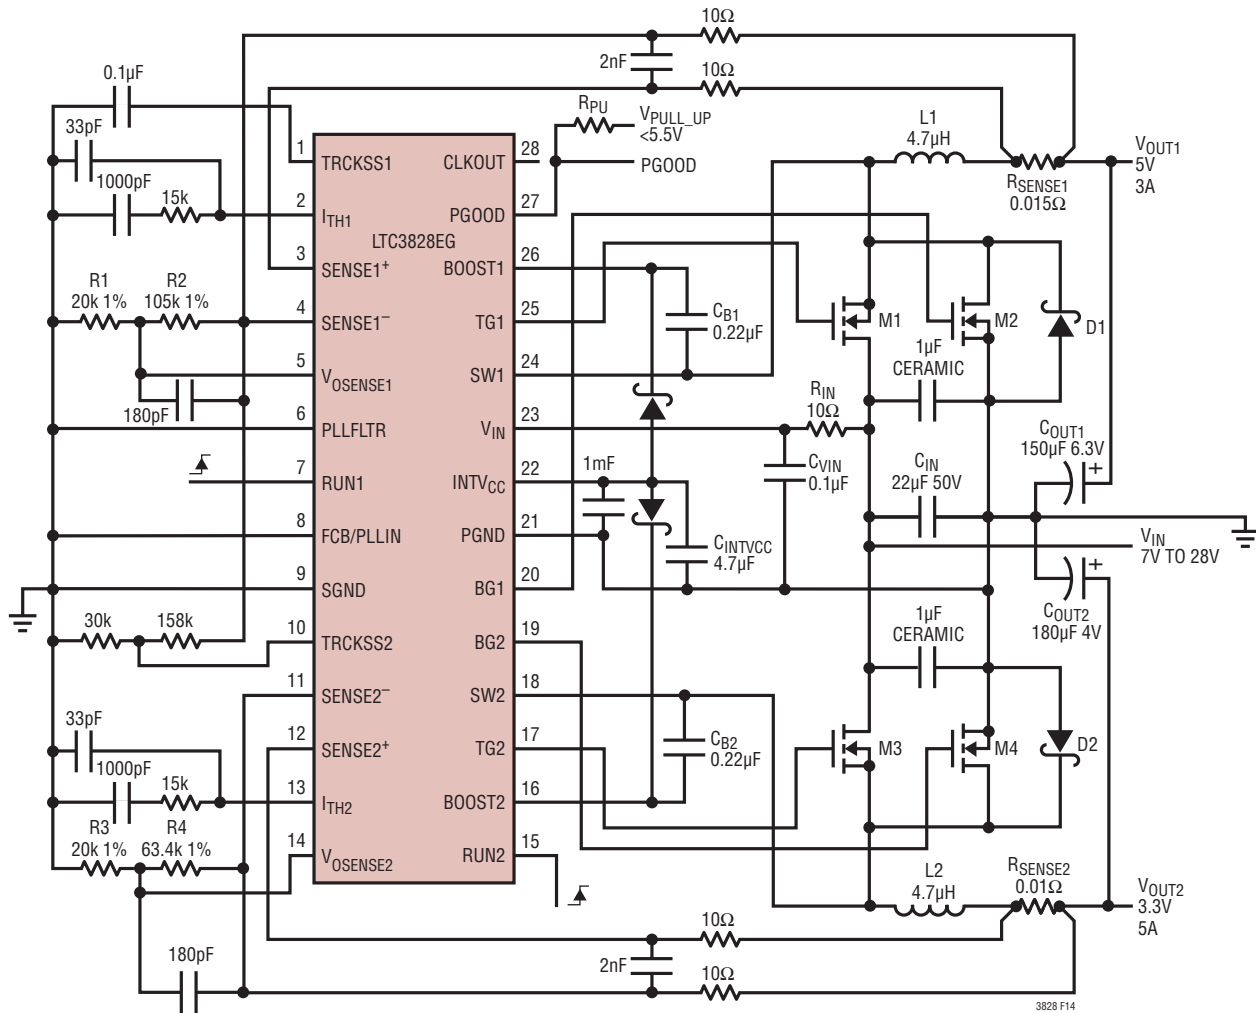 10Ω
2nF
10Ω
0.1µF
33pF
1000pF
15k
RPU
VPULL_UP
<5.5V
PGOOD
L1
4.7µH
RSENSE1
0.015Ω
VOUT1
5V
3A
LTC3828EG
1
TRCKSS1
2
ITH1
3
SENSE1+
4
SENSE1–
5
VOSENSE1
6
PLLFLTR
7
RUN1
8
FCB/PLLIN
9
SGND
10
TRCKSS2
11
SENSE2–
12
SENSE2+
13
ITH2
14
VOSENSE2
CLKOUT
28
PGOOD
27
BOOST1
26
TG1
25
SW1
24
VIN
23
INTVCC
22
PGND
21
BG1
20
BG2
19
SW2
18
TG2
17
BOOST2
16
RUN2
15
R1
20k 1%
R2
105k 1%
180pF
30k
158k
33pF
1000pF
15k
R3
20k 1%
R4
63.4k 1%
180pF
CB1
0.22µF
M1
M2
D1
1µF
CERAMIC
RIN
10Ω
CVIN
0.1µF
1mF
CINTVCC
4.7µF
CIN
22µF 50V
COUT1
150µF 6.3V
+
VIN
7V TO 28V
+
COUT2
180µF 4V
1µF
CERAMIC
CB2
0.22µF
M3
M4
D2
L2
4.7µH
RSENSE2
0.01Ω
VOUT2
3.3V
5A
10Ω
2nF
10Ω
3828 F14